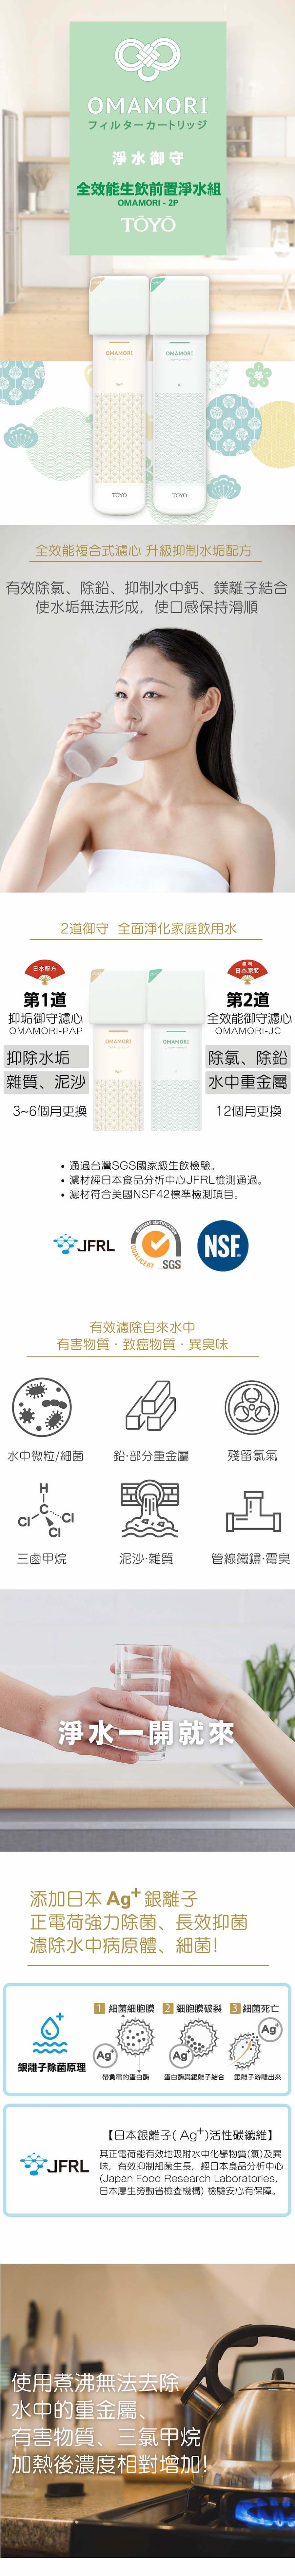 OMAMORI
フィルターカートリッジ
淨水御守
全效能生飲前置淨水組
OMAMORI - 2P
TŌYŌ
OMAMORI
OMAMORI
PAP
JC
TOYO
TOYO
全效能複合式濾心 升級抑制水垢配方
有效除氯、除鉛、抑制水中鈣、鎂離子結合
使水垢無法形成，使口感保持滑順
2道御守 全面淨化家庭飲用水
日本配方
第1道
抑垢御守濾心
OMAMORI-PAP
抑除水垢
雜質、泥沙
3~6個月更換
OMAMORI
OMAMORI
濾料
日本原裝
第2道
全效能御守濾心
OMAMORI-JC
除氯、除鉛
水中重金屬
12個月更換
• 通過台灣SGS國家級生飲檢驗。
• 濾材經日本食品分析中心JFRL檢測通過。
• 濾材符合美國NSF42標準檢測項目。
JFRL
SERVICE CERTIFICATION
QUALICERT
SGS
NSF®
有效濾除自來水中
有害物質·致癌物質·異臭味
水中微粒/細菌
鉛·部分重金屬
殘留氯氣
H
C
Cl
Cl
Cl
三鹵甲烷
泥沙·雜質
管線鐵鏽·霉臭
淨水一開就來
添加日本 Ag+ 銀離子
正電荷強力除菌、長效抑菌
濾除水中病原體、細菌!
銀離子除菌原理
1 細菌細胞膜
2 細胞膜破裂
3 細菌死亡
Ag+
Ag+
Ag+
帶負電的蛋白酶
蛋白酶與銀離子結合
銀離子游離出來
JFRL
【日本銀離子( Ag+)活性碳纖維】
其正電荷能有效地吸附水中化學物質(氯)及異
味，有效抑制細菌生長，經日本食品分析中心
(Japan Food Research Laboratories,
日本厚生勞動省檢查機構) 檢驗安心有保障。
使用煮沸無法去除
水中的重金屬、
有害物質、三氯甲烷
加熱後濃度相對增加!